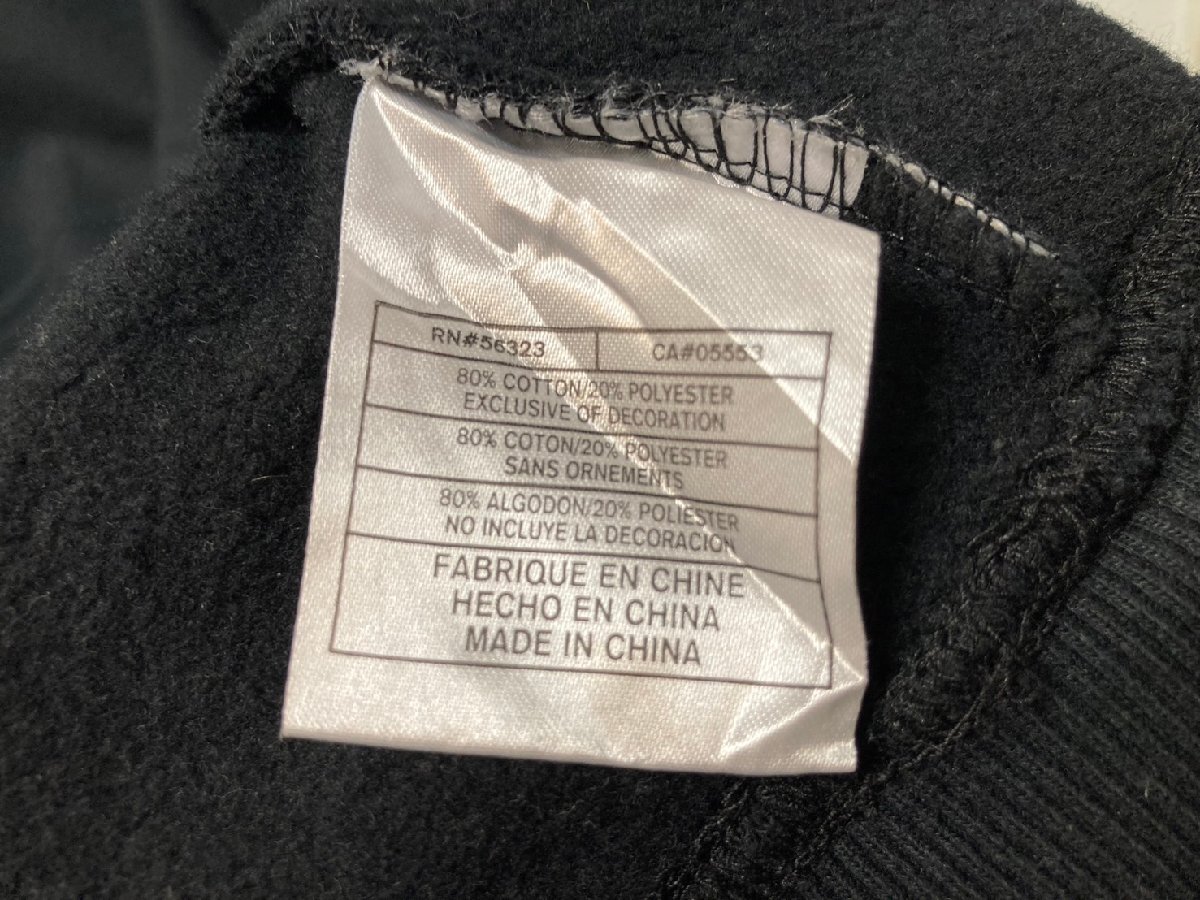 RN#56323 CA#05553
80% COTTON/20% POLYESTER
EXCLUSIVE OF DECORATION
80% COTON/20% POLYESTER
SANS ORNEMENTS
80% ALGODON/20% POLIESTER
NO INCLUYE LA DECORACION
FABRIQUE EN CHINE
HECHO EN CHINA
MADE IN CHINA